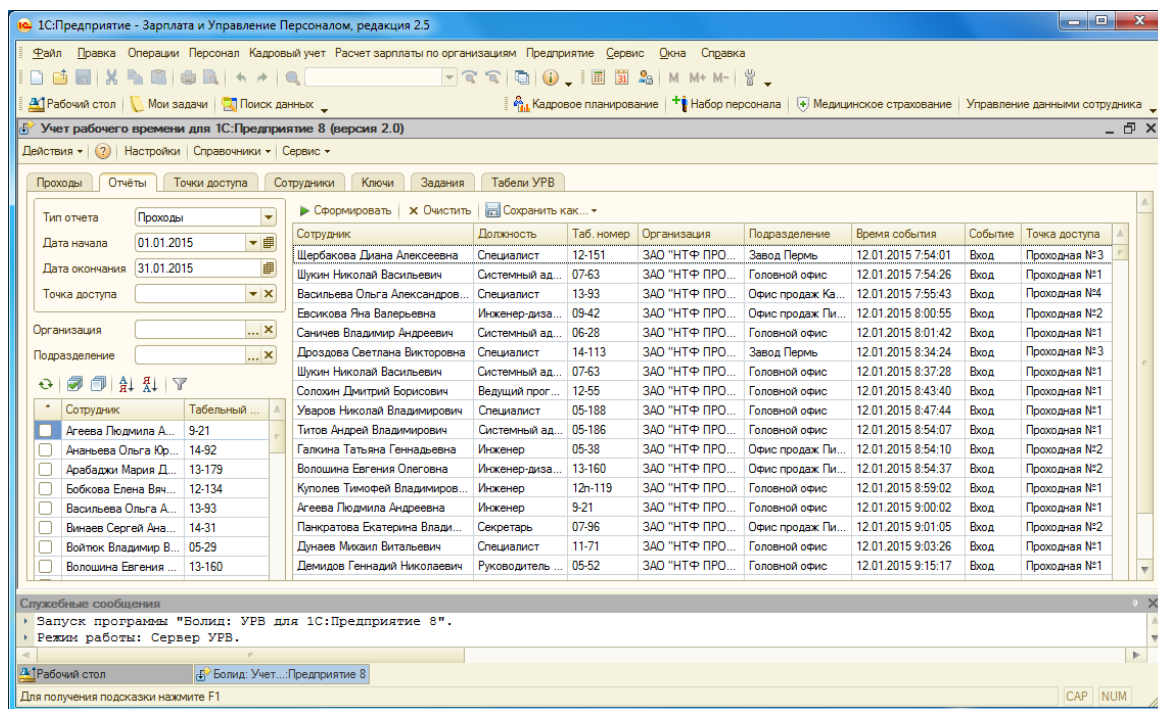 1С:Предприятие - Зарплата и Управление Персоналом, редакция 2.5
Файл Правка Операции Персонал Кадровый учет Расчет зарплаты по организациям Предприятие Сервис Окна Справка
M M+ M-
Рабочий стол Мои задачи Поиск данных Кадровое планирование Набор персонала Медицинское страхование Управление данными сотрудника
Учет рабочего времени для 1С:Предприятие 8 (версия 2.0)
Действия Настройки Справочники Сервис
Проходы Отчёты Точки доступа Сотрудники Ключи Задания Табели УРВ
Тип отчета Проходы
Дата начала 01.01.2015
Дата окончания 31.01.2015
Точка доступа
Организация
Подразделение
* Сотрудник Табельный ...
Агеева Людмила А... 9-21
Ананьева Ольга Юр... 14-92
Арабаджи Мария Д... 13-179
Бобкова Елена Вяч... 12-134
Васильева Ольга А... 13-93
Винаев Сергей Ана... 14-31
Войтюк Владимир В... 05-29
Волошина Евгения ... 13-160
Сформировать Очистить Сохранить как...
Сотрудник Должность Таб. номер Организация Подразделение Время события Событие Точка доступа
Щербакова Диана Алексеевна Специалист 12-151 ЗАО "НТФ ПРО... Завод Пермь 12.01.2015 7:54:01 Вход Проходная №3
Шукин Николай Васильевич Системный ад... 07-63 ЗАО "НТФ ПРО... Головной офис 12.01.2015 7:54:26 Вход Проходная №1
Васильева Ольга Александров... Специалист 13-93 ЗАО "НТФ ПРО... Офис продаж Ка... 12.01.2015 7:55:43 Вход Проходная №4
Евсикова Яна Валерьевна Инженер-диза... 09-42 ЗАО "НТФ ПРО... Офис продаж Пи... 12.01.2015 8:00:55 Вход Проходная №2
Саничев Владимир Андреевич Системный ад... 06-28 ЗАО "НТФ ПРО... Головной офис 12.01.2015 8:01:42 Вход Проходная №1
Дроздова Светлана Викторовна Специалист 14-113 ЗАО "НТФ ПРО... Завод Пермь 12.01.2015 8:34:24 Вход Проходная №3
Шукин Николай Васильевич Системный ад... 07-63 ЗАО "НТФ ПРО... Головной офис 12.01.2015 8:37:28 Вход Проходная №1
Солохин Дмитрий Борисович Ведущий прог... 12-55 ЗАО "НТФ ПРО... Головной офис 12.01.2015 8:43:40 Вход Проходная №1
Уваров Николай Владимирович Специалист 05-188 ЗАО "НТФ ПРО... Головной офис 12.01.2015 8:47:44 Вход Проходная №1
Титов Андрей Владимирович Системный ад... 05-186 ЗАО "НТФ ПРО... Головной офис 12.01.2015 8:54:07 Вход Проходная №1
Галкина Татьяна Геннадьевна Инженер 05-38 ЗАО "НТФ ПРО... Офис продаж Пи... 12.01.2015 8:54:10 Вход Проходная №2
Волошина Евгения Олеговна Инженер-диза... 13-160 ЗАО "НТФ ПРО... Офис продаж Пи... 12.01.2015 8:54:37 Вход Проходная №2
Куполев Тимофей Владимиров... Инженер 12п-119 ЗАО "НТФ ПРО... Головной офис 12.01.2015 8:59:02 Вход Проходная №1
Агеева Людмила Андреевна Инженер 9-21 ЗАО "НТФ ПРО... Головной офис 12.01.2015 9:00:02 Вход Проходная №1
Панкратова Екатерина Влади... Секретарь 07-96 ЗАО "НТФ ПРО... Офис продаж Пи... 12.01.2015 9:01:05 Вход Проходная №2
Дунаев Михаил Витальевич Специалист 11-71 ЗАО "НТФ ПРО... Головной офис 12.01.2015 9:03:26 Вход Проходная №1
Демидов Геннадий Николаевич Руководитель ... 05-52 ЗАО "НТФ ПРО... Головной офис 12.01.2015 9:15:17 Вход Проходная №1
Служебные сообщения
Запуск программы "Болид: УРВ для 1С:Предприятие 8".
Режим работы: Сервер УРВ.
Рабочий стол Болид: Учет...:Предприятие 8
Для получения подсказки нажмите F1 CAP NUM